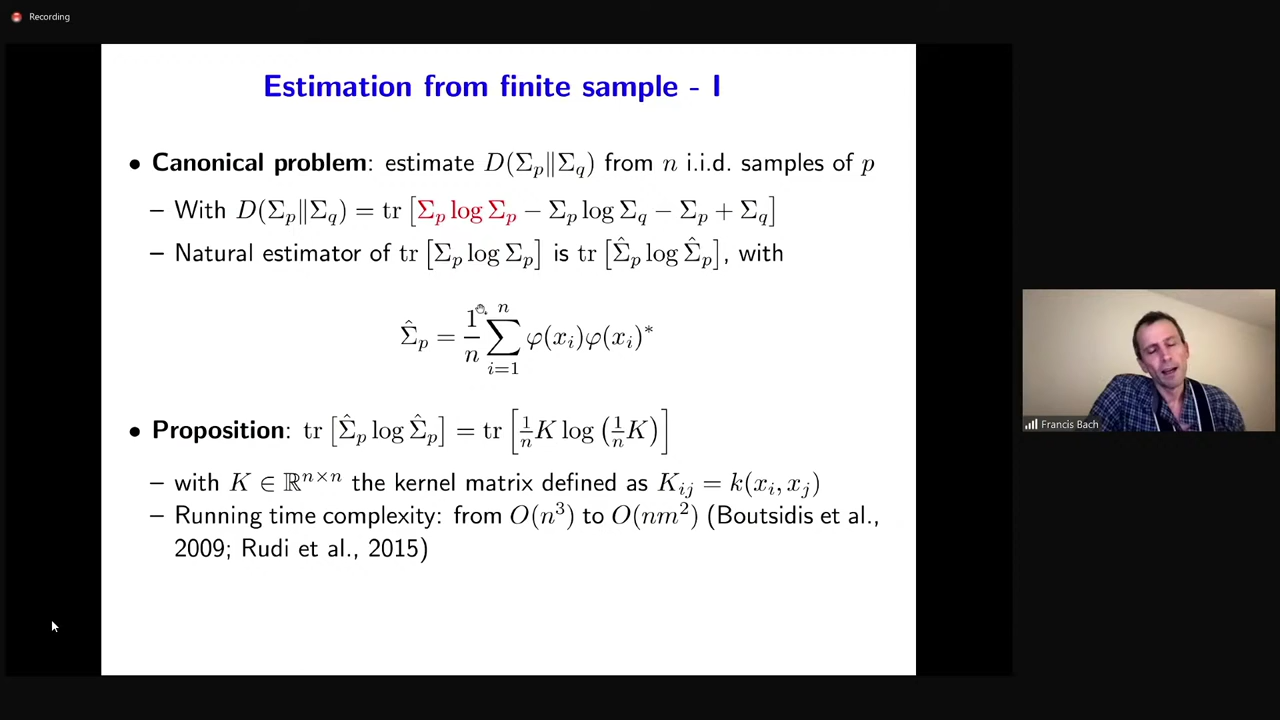 Recording
Estimation from finite sample - I
• Canonical problem: estimate D(Σ_p‖Σ_q) from n i.i.d. samples of p
– With D(Σ_p‖Σ_q) = tr [Σ_p log Σ_p − Σ_p log Σ_q − Σ_p + Σ_q]
– Natural estimator of tr [Σ_p log Σ_p] is tr [Σ̂_p log Σ̂_p], with
Σ̂_p = 1/n ∑_{i=1}^{n} φ(x_i)φ(x_i)*
• Proposition: tr [Σ̂_p log Σ̂_p] = tr [1/n K log (1/n K)]
– with K ∈ ℝ^{n×n} the kernel matrix defined as K_{ij} = k(x_i, x_j)
– Running time complexity: from O(n³) to O(nm²) (Boutsidis et al.,
2009; Rudi et al., 2015)
Francis Bach